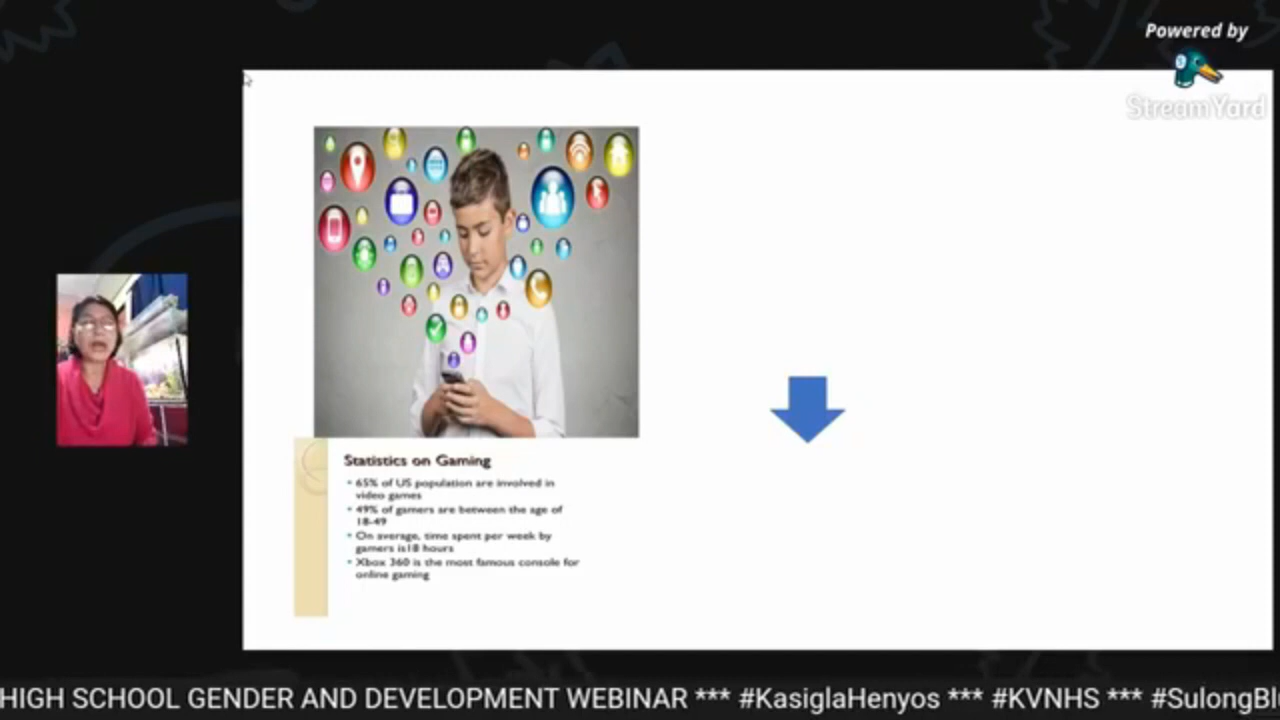 Powered by
StreamYard
Statistics on Gaming
65% of US population are involved in
video games
49% of gamers are between the age of
18-49
On average, time spent per week by
gamers is18 hours
Xbox 360 is the most famous console for
online gaming
HIGH SCHOOL GENDER AND DEVELOPMENT WEBINAR *** #KasiglaHenyos *** #KVNHS *** #SulongBl